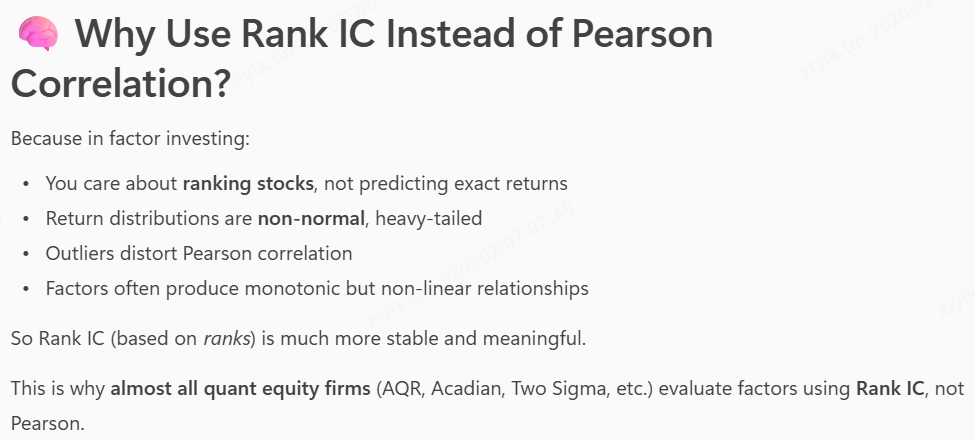 🧠 Why Use Rank IC Instead of Pearson
Correlation?
Because in factor investing:
• You care about ranking stocks, not predicting exact returns
• Return distributions are non-normal, heavy-tailed
• Outliers distort Pearson correlation
• Factors often produce monotonic but non-linear relationships
So Rank IC (based on ranks) is much more stable and meaningful.
This is why almost all quant equity firms (AQR, Acadian, Two Sigma, etc.) evaluate factors using Rank IC, not
Pearson.